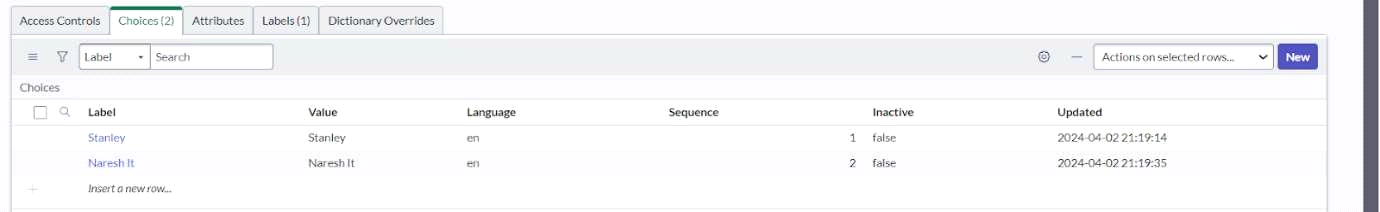 Access Controls Choices (2) Attributes Labels (1) Dictionary Overrides
Label Search Actions on selected rows... New
Choices
Label Value Language Sequence Inactive Updated
Stanley Stanley en 1 false 2024-04-02 21:19:14
Naresh It Naresh It en 2 false 2024-04-02 21:19:35
Insert a new row...